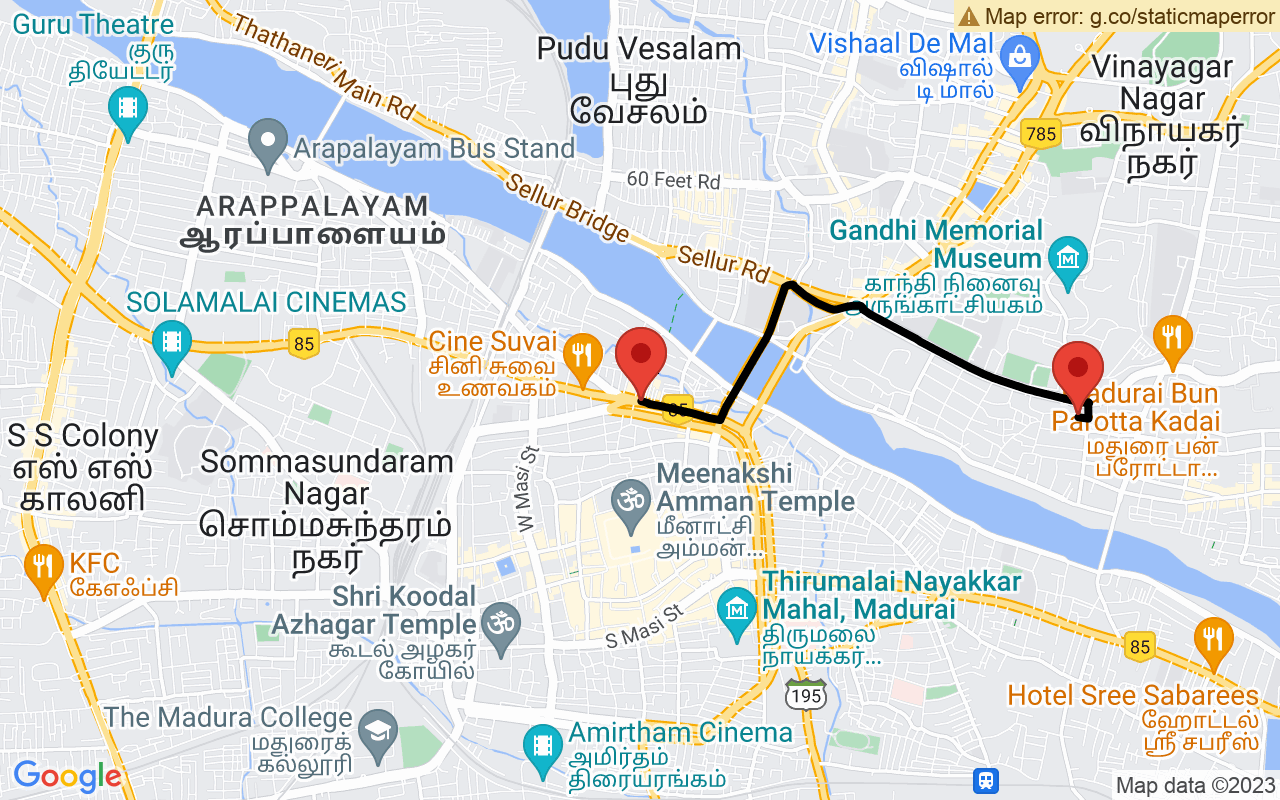 Map error: g.co/staticmaperror
Guru Theatre
குரு
தியேட்டர்
Thathaneri Main Rd
Pudu Vesalam
புது
வேசலம்
Vishaal De Mal
விஷால்
டி மால்
Vinayagar
Nagar
விநாயகர்
நகர்
785
Arapalayam Bus Stand
60 Feet Rd
ARAPPALAYAM
ஆரப்பாளையம்
Sellur Bridge
Sellur Rd
Gandhi Memorial
Museum
காந்தி நினைவு
அருங்காட்சியகம்
SOLAMALAI CINEMAS
85
Cine Suvai
சினி சுவை
உணவகம்
85
Madurai Bun
Parotta Kadai
மதுரை பன்
ப்ரோட்டா...
S S Colony
எஸ் எஸ்
காலனி
Sommasundaram
Nagar
சொம்மசுந்தரம்
நகர்
W Masi St
Meenakshi
Amman Temple
மீனாட்சி
அம்மன்...
KFC
கேஎஃப்சி
Shri Koodal
Azhagar Temple
கூடல் அழகர்
கோயில்
S Masi St
Thirumalai Nayakkar
Mahal, Madurai
திருமலை
நாயக்கர்...
85
195
Hotel Sree Sabarees
ஹோட்டல்
ஸ்ரீ சபரீஸ்
The Madura College
மதுரைக்
கல்லூரி
Amirtham Cinema
அமிர்தம்
திரையரங்கம்
Google
Map data ©2023